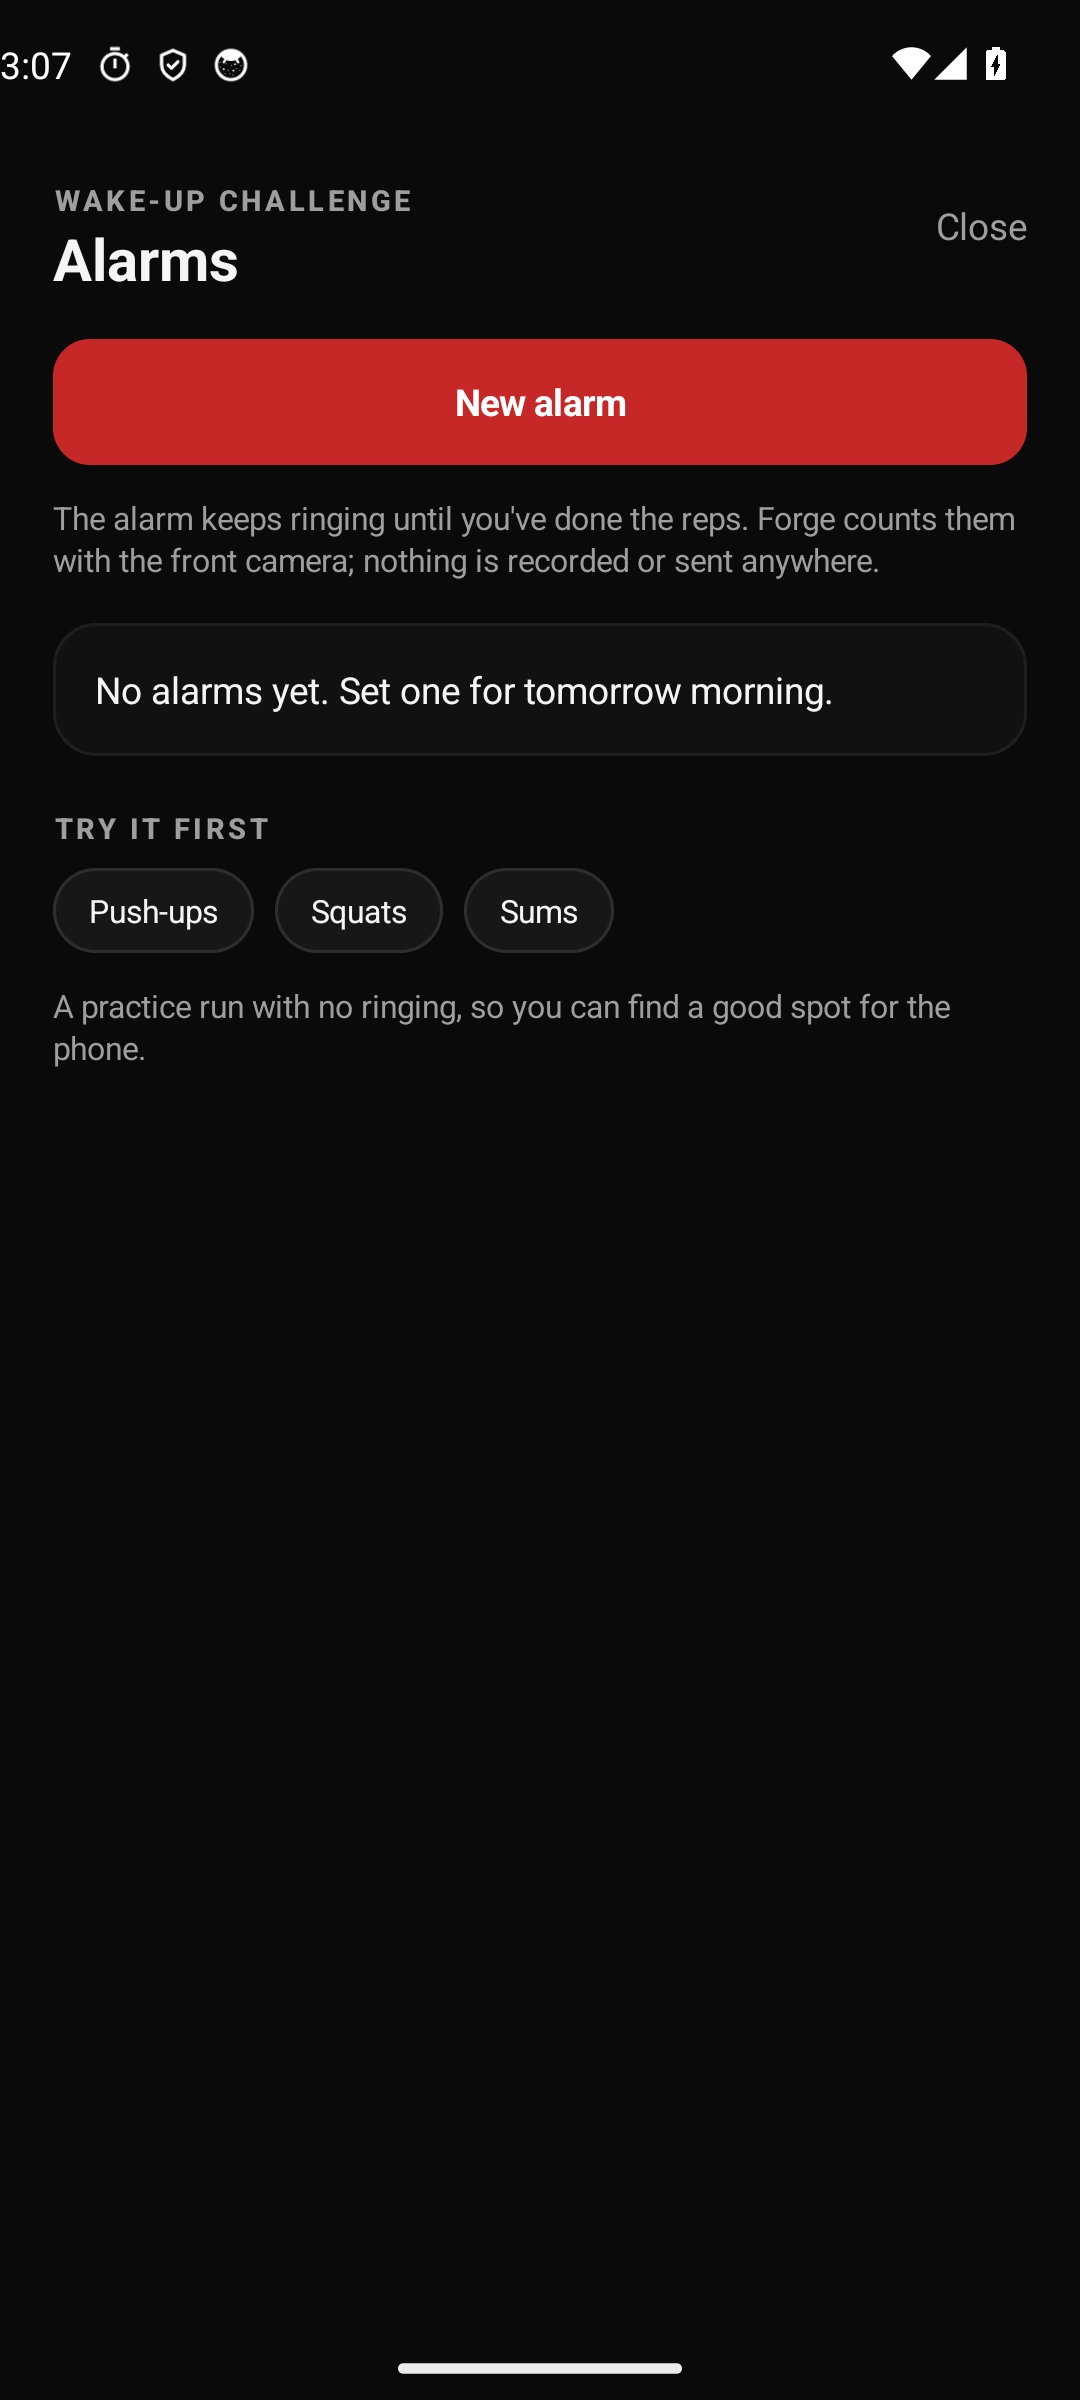 3:07
WAKE-UP CHALLENGE
Alarms
Close
New alarm
The alarm keeps ringing until you've done the reps. Forge counts them
with the front camera; nothing is recorded or sent anywhere.
No alarms yet. Set one for tomorrow morning.
TRY IT FIRST
Push-ups
Squats
Sums
A practice run with no ringing, so you can find a good spot for the
phone.